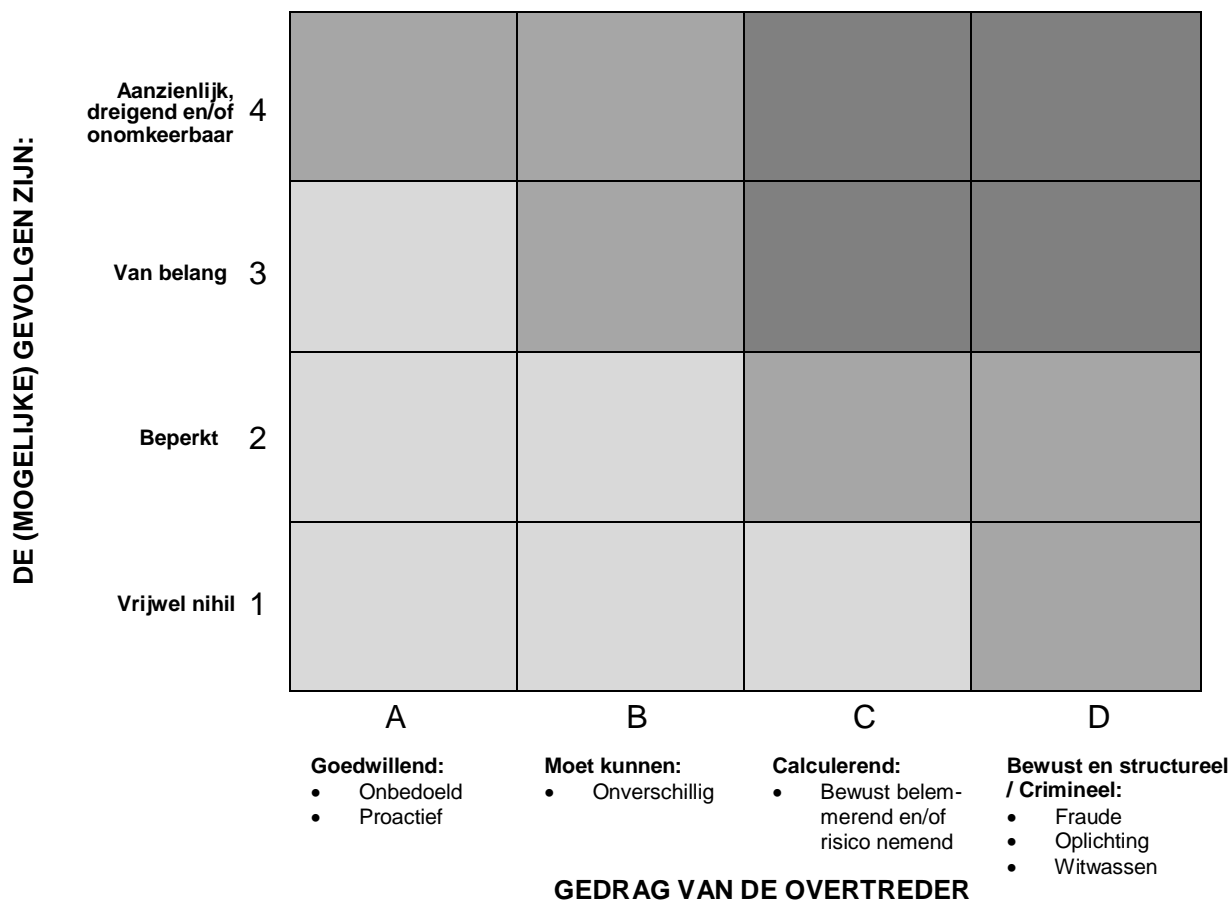 DE (MOGELIJKE) GEVOLGEN ZIJN:
Aanzienlijk,
dreigend en/of
onomkeerbaar
4
Van belang 3
Beperkt 2
Vrijwel nihil 1
A
B
C
D
Goedwillend:
• Onbedoeld
• Proactief
Moet kunnen:
• Onverschillig
Calculerend:
• Bewust belem-
merend en/of
risico nemend
Bewust en structureel
/ Crimineel:
• Fraude
• Oplichting
• Witwassen
GEDRAG VAN DE OVERTREDER